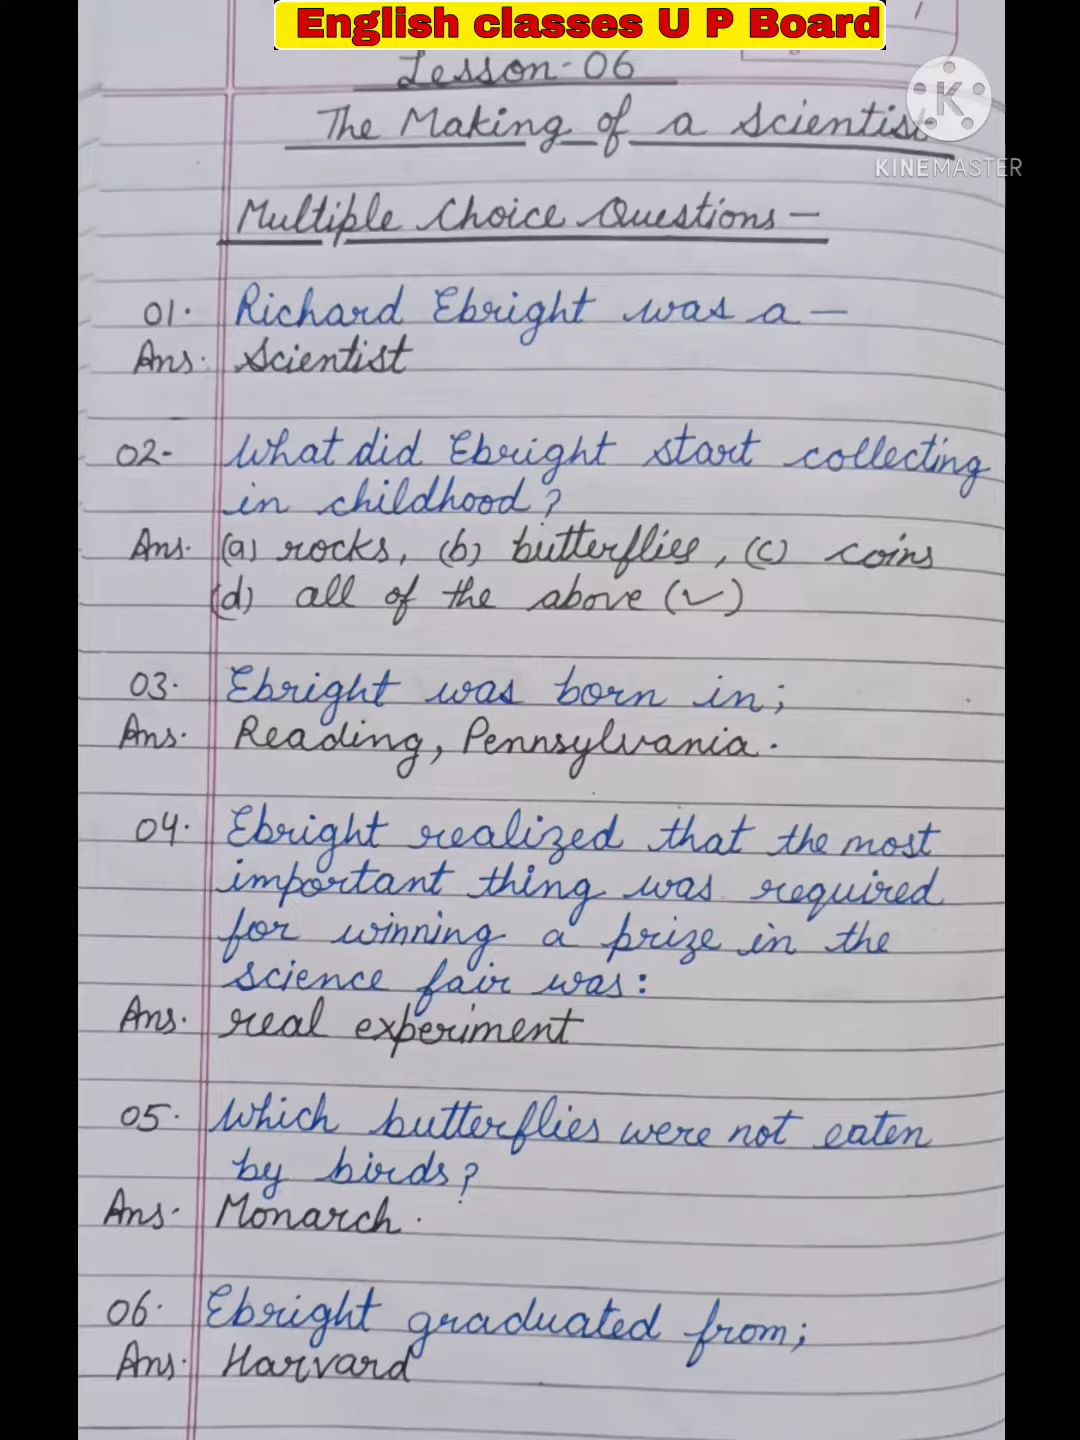 English classes U P Board
Lesson-06
The Making of a Scientist
K
KINEMASTER
Multiple Choice Questions —
01. Richard Ebright was a —
Ans. Scientist
02- What did Ebright start collecting
in childhood?
Ans. (a) rocks, (b) butterflies, (c) coins
(d) all of the above (✓)
03. Ebright was born in;
Ans. Reading, Pennsylvania.
04. Ebright realized that the most
important thing was required
for winning a prize in the
science fair was:
Ans. real experiment
05. Which butterflies were not eaten
by birds?
Ans. Monarch.
06. Ebright graduated from;
Ans. Harvard